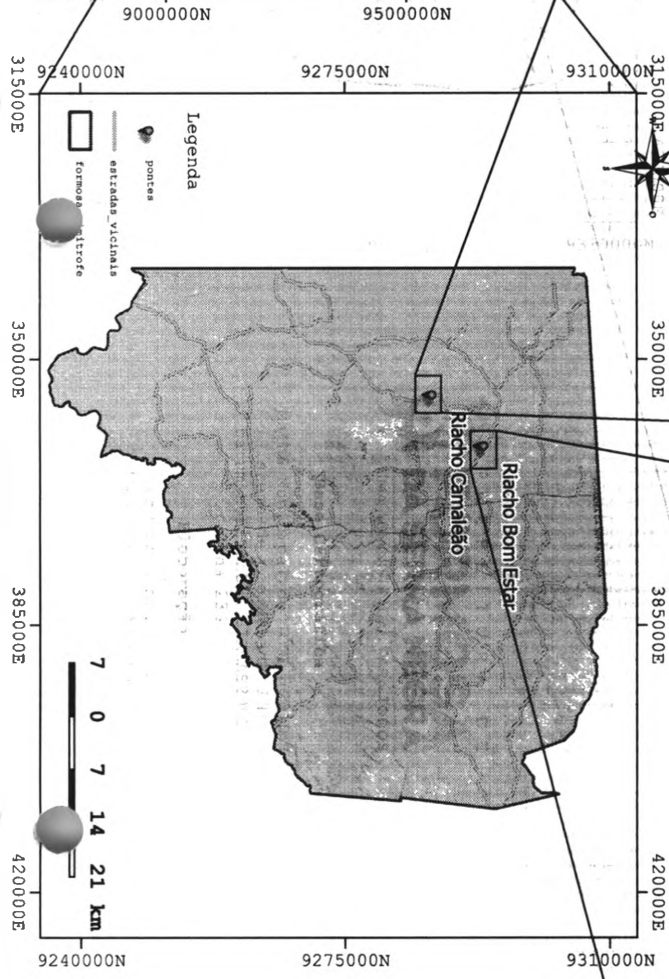 9000000N
9500000N
9240000N
9275000N
9310000N
315000E
315000E
Legenda
pontes
estradas_vicinais
350000E
350000E
Riacho Camaleão
Riacho Bom Estar
385000E
385000E
7 0 7 14 21 km
420000E
420000E
9240000N
9275000N
9310000N